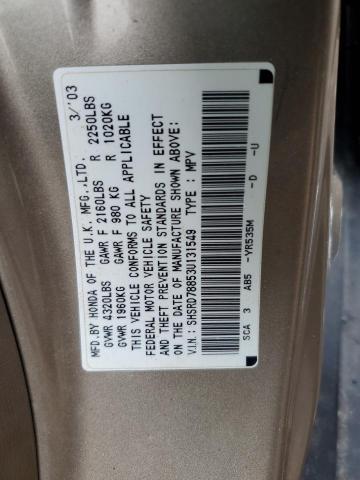 MFD.BY HONDA OF THE U.K. MFG.,LTD. 3/'03
GVWR 4320LBS GAWR F 2160LBS R 2250LBS
GVWR 1960KG GAWR F 980 KG R 1020KG
THIS VEHICLE CONFORMS TO ALL APPLICABLE
FEDERAL MOTOR VEHICLE SAFETY
AND THEFT PREVENTION STANDARDS IN EFFECT
ON THE DATE OF MANUFACTURE SHOWN ABOVE.
V.I.N.: SHSRD78853U131549 TYPE : MPV
SCA 3 AB5 -YR535M -D -U